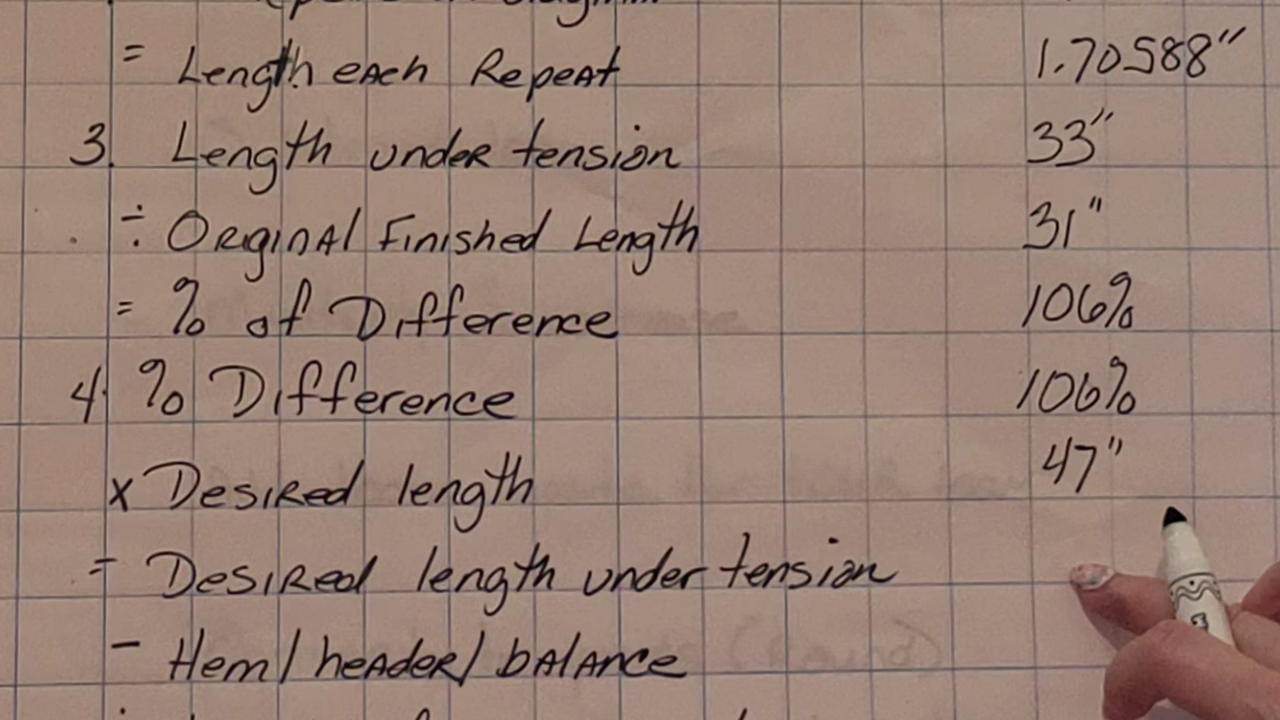 = Length each Repeat 1.70588"
3. Length under tension 33"
÷ Original Finished Length 31"
= % of Difference 106%
4. % Difference 106%
x Desired length 47"
= Desired length under tension
- Hem/header/balance